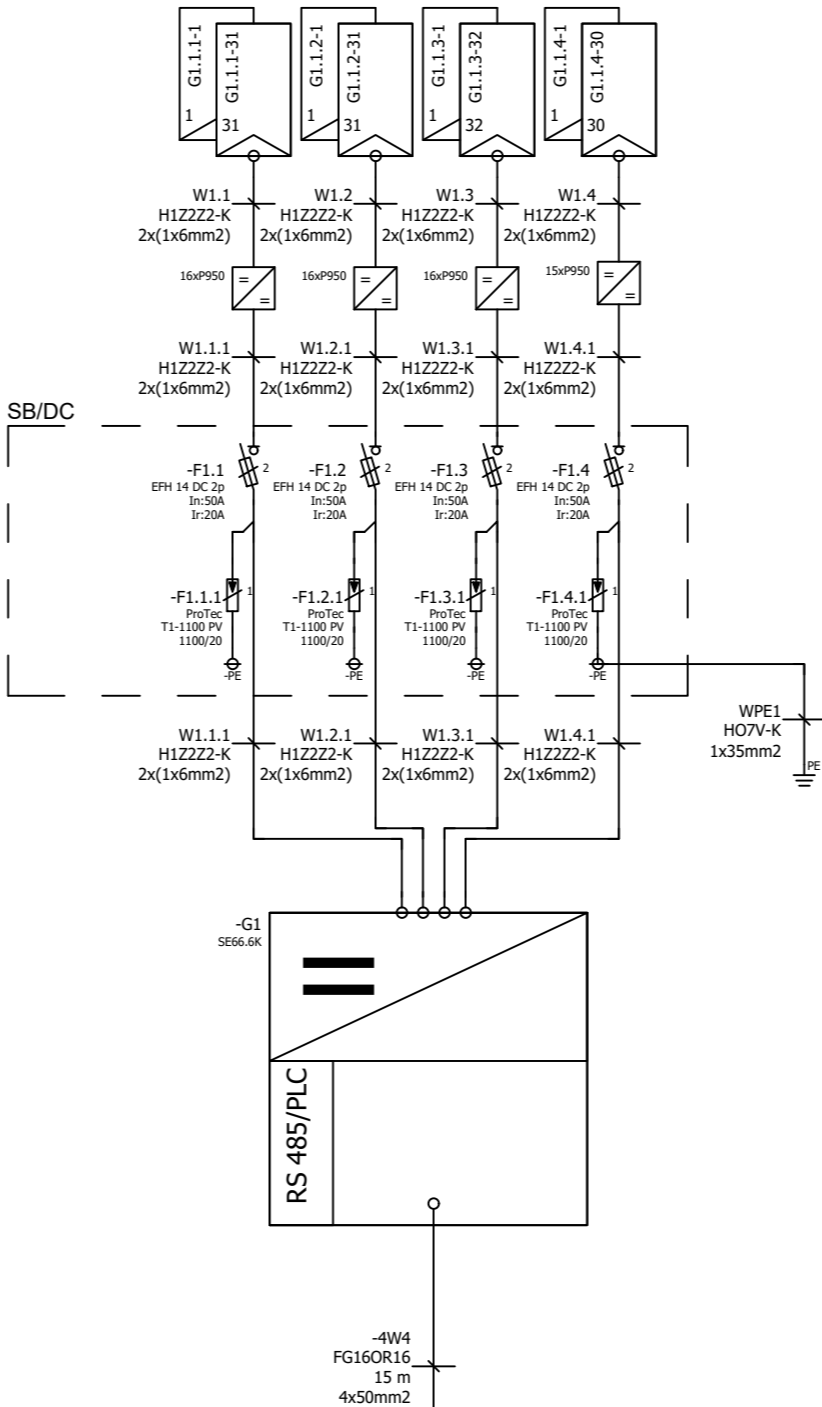 G1.1.1-1
G1.1.1-31
1
31
G1.1.2-1
G1.1.2-31
1
31
G1.1.3-1
G1.1.3-32
1
32
G1.1.4-1
G1.1.4-30
1
30
W1.1
H1Z2Z2-K
2x(1x6mm2)
W1.2
H1Z2Z2-K
2x(1x6mm2)
W1.3
H1Z2Z2-K
2x(1x6mm2)
W1.4
H1Z2Z2-K
2x(1x6mm2)
16xP950
=
=
16xP950
=
=
16xP950
=
=
15xP950
=
=
W1.1.1
H1Z2Z2-K
2x(1x6mm2)
W1.2.1
H1Z2Z2-K
2x(1x6mm2)
W1.3.1
H1Z2Z2-K
2x(1x6mm2)
W1.4.1
H1Z2Z2-K
2x(1x6mm2)
SB/DC
-F1.1
EFH 14 DC 2p
In:50A
Ir:20A
2
-F1.2
EFH 14 DC 2p
In:50A
Ir:20A
2
-F1.3
EFH 14 DC 2p
In:50A
Ir:20A
2
-F1.4
EFH 14 DC 2p
In:50A
Ir:20A
2
-F1.1.1
ProTec
T1-1100 PV
1100/20
1
-PE
-F1.2.1
ProTec
T1-1100 PV
1100/20
1
-PE
-F1.3.1
ProTec
T1-1100 PV
1100/20
1
-PE
-F1.4.1
ProTec
T1-1100 PV
1100/20
1
-PE
W1.1.1
H1Z2Z2-K
2x(1x6mm2)
W1.2.1
H1Z2Z2-K
2x(1x6mm2)
W1.3.1
H1Z2Z2-K
2x(1x6mm2)
W1.4.1
H1Z2Z2-K
2x(1x6mm2)
WPE1
HO7V-K
1x35mm2
PE
-G1
SE66.6K
RS 485/PLC
-4W4
FG16OR16
15 m
4x50mm2